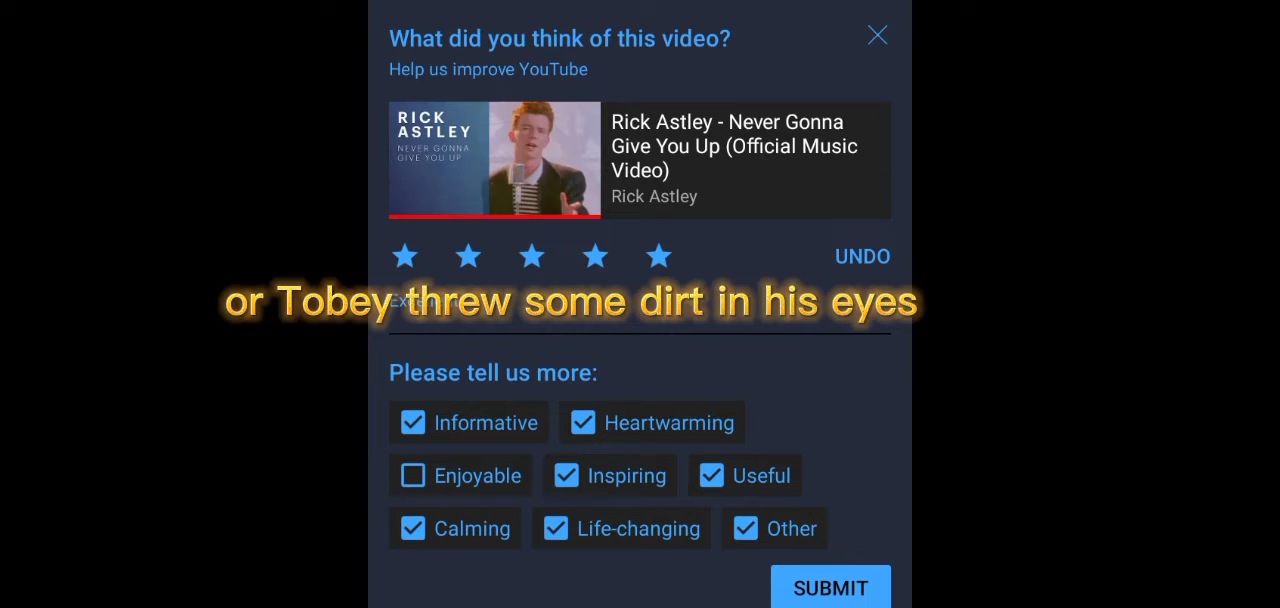 What did you think of this video?
Help us improve YouTube
RICK
ASTLEY
NEVER GONNA
GIVE YOU UP
Rick Astley - Never Gonna
Give You Up (Official Music
Video)
Rick Astley
UNDO
or Tobey threw some dirt in his eyes
Please tell us more:
Informative
Heartwarming
Enjoyable
Inspiring
Useful
Calming
Life-changing
Other
SUBMIT